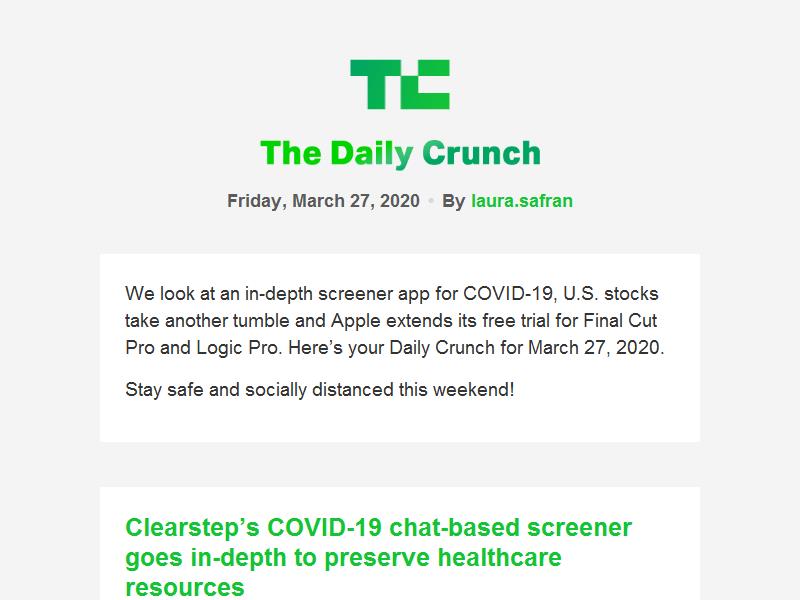 TC
The Daily Crunch
Friday, March 27, 2020 • By laura.safran
We look at an in-depth screener app for COVID-19, U.S. stocks
take another tumble and Apple extends its free trial for Final Cut
Pro and Logic Pro. Here’s your Daily Crunch for March 27, 2020.
Stay safe and socially distanced this weekend!
Clearstep’s COVID-19 chat-based screener
goes in-depth to preserve healthcare
resources